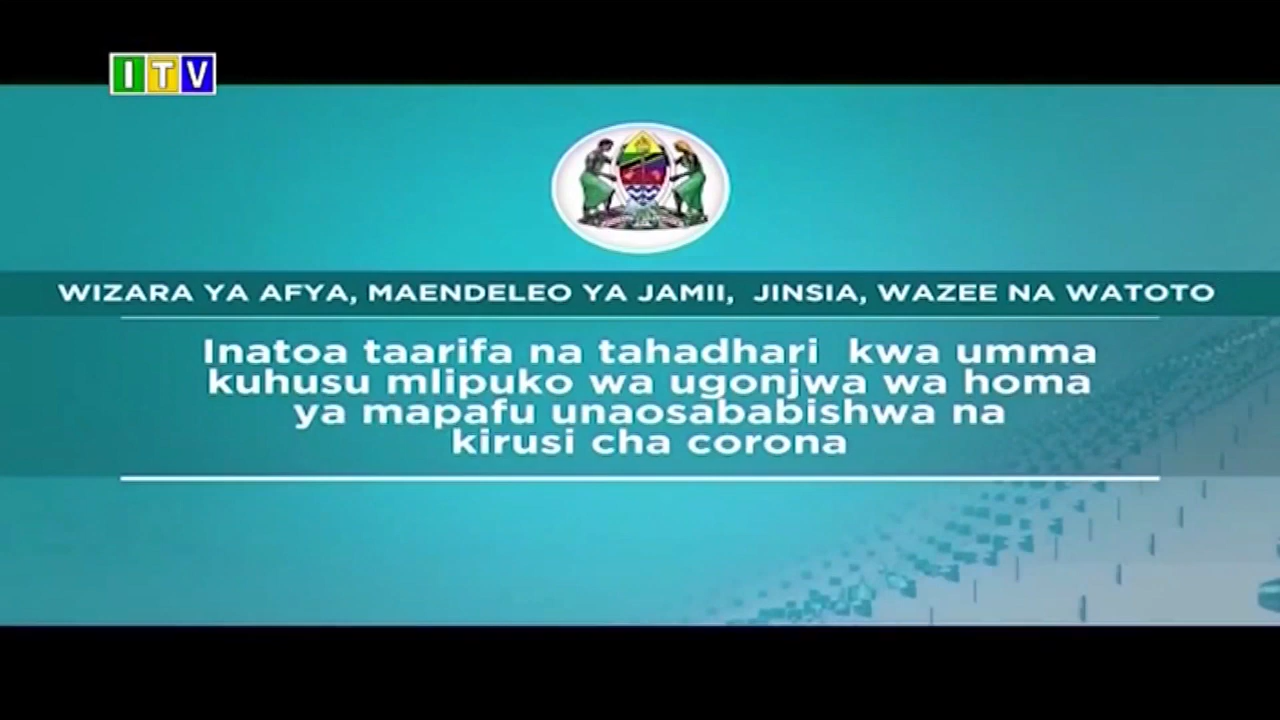 ITV
WIZARA YA AFYA, MAENDELEO YA JAMII, JINSIA, WAZEE NA WATOTO
Inatoa taarifa na tahadhari kwa umma
kuhusu mlipuko wa ugonjwa wa homa
ya mapafu unaosababishwa na
kirusi cha corona